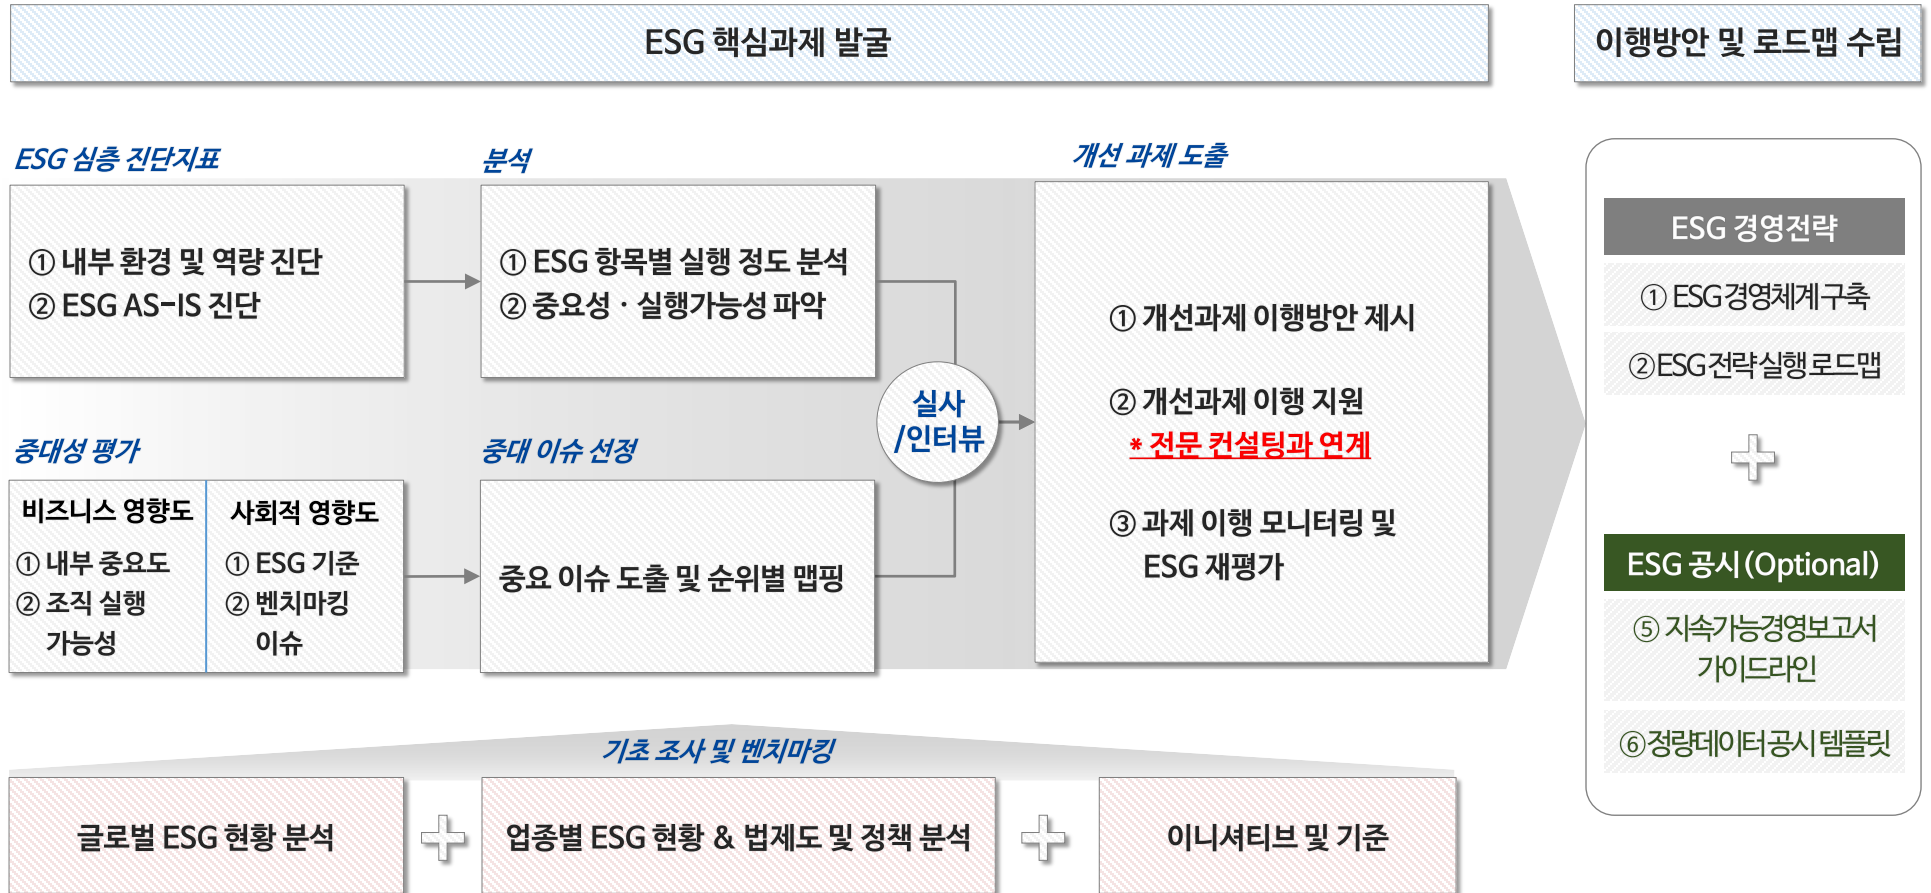 ESG 핵심과제 발굴
이행방안 및 로드맵 수립
ESG 심층 진단지표
① 내부 환경 및 역량 진단
② ESG AS-IS 진단
분석
① ESG 항목별 실행 정도 분석
② 중요성 · 실행가능성 파악
중대성 평가
비즈니스 영향도
① 내부 중요도
② 조직 실행
가능성
사회적 영향도
① ESG 기준
② 벤치마킹
이슈
중대 이슈 선정
중요 이슈 도출 및 순위별 맵핑
실사
/인터뷰
개선 과제 도출
① 개선과제 이행방안 제시
② 개선과제 이행 지원
* 전문 컨설팅과 연계
③ 과제 이행 모니터링 및
ESG 재평가
ESG 경영전략
① ESG경영체계 구축
②ESG전략실행로드맵
ESG 공시(Optional)
⑤ 지속가능경영보고서
가이드라인
⑥정량데이터 공시 템플릿
기초 조사 및 벤치마킹
글로벌 ESG 현황 분석
업종별 ESG 현황 & 법제도 및 정책 분석
이니셔티브 및 기준